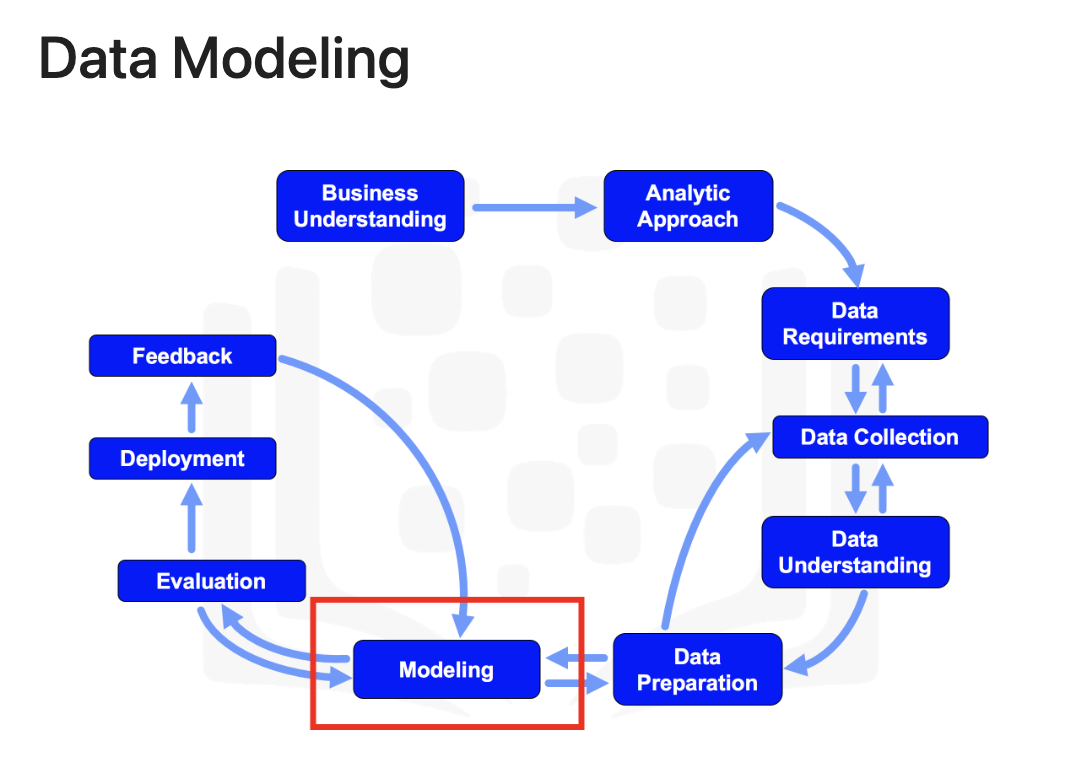 Data Modeling
Business
Understanding
Analytic
Approach
Data
Requirements
Data Collection
Data
Understanding
Data
Preparation
Modeling
Evaluation
Deployment
Feedback